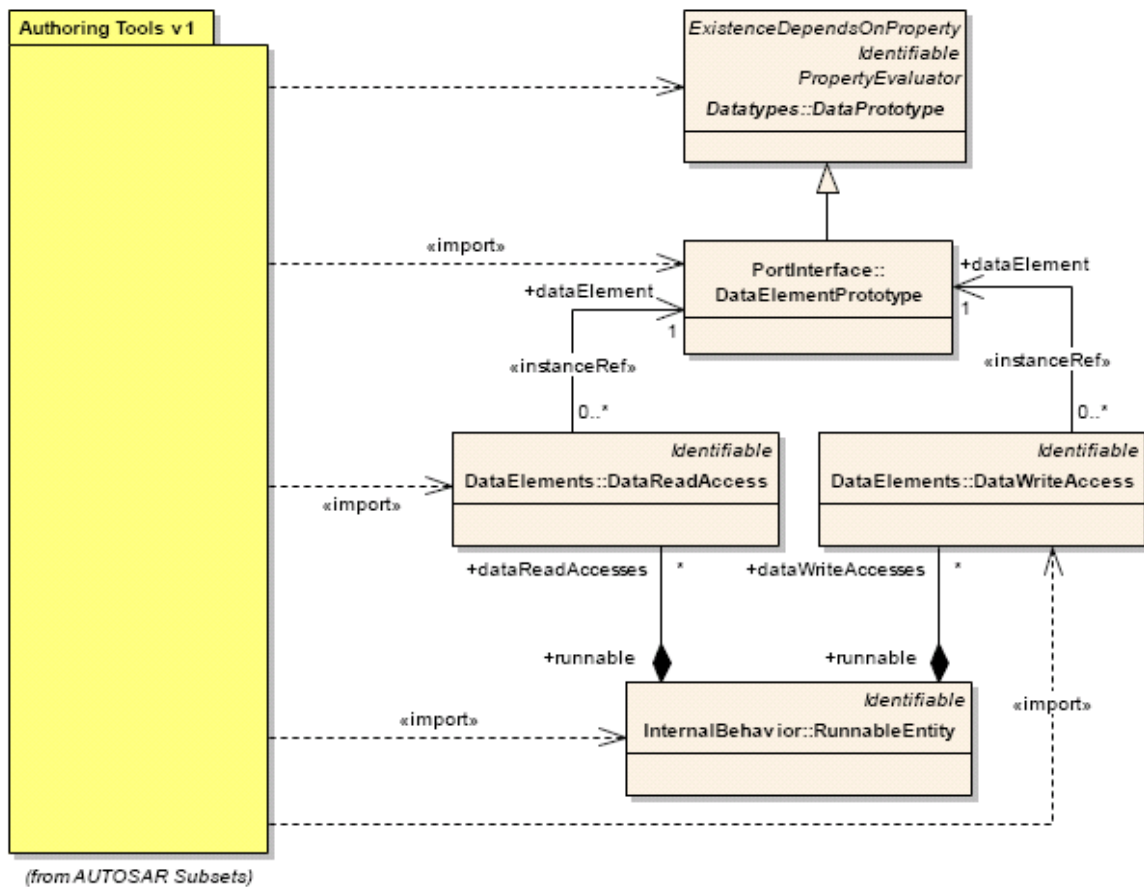 Authoring Tools v1
ExistenceDependsOnProperty
Identifiable
PropertyEvaluator
Datatypes::DataPrototype
«import»
PortInterface::
DataElementPrototype
+dataElement
1
+dataElement
1
«instanceRef»
«instanceRef»
0..*
0..*
Identifiable
DataElements::DataReadAccess
Identifiable
DataElements::DataWriteAccess
«import»
+dataReadAccesses
*
+dataWriteAccesses
*
+runnable
+runnable
Identifiable
InternalBehavior::RunnableEntity
«import»
«import»
(from AUTOSAR Subsets)